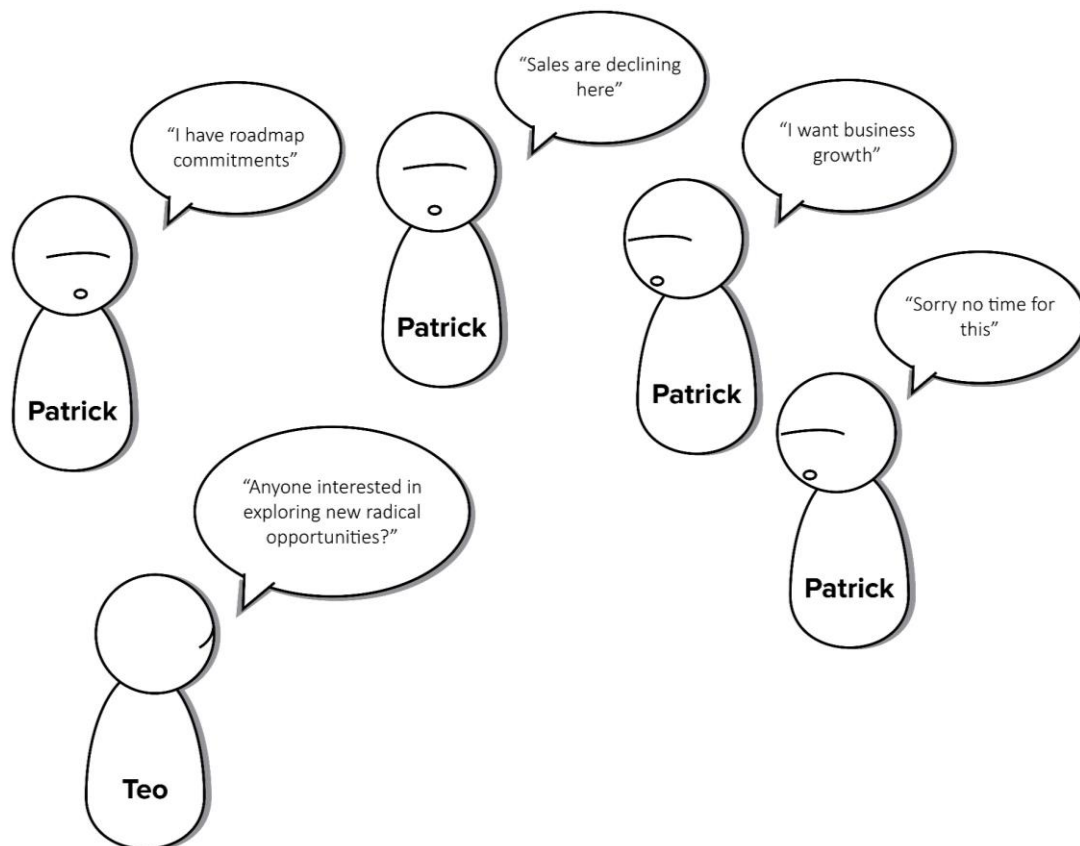 “Sales are declining
here”
“I have roadmap
commitments”
“I want business
growth”
“Sorry no time for
this”
Patrick
Patrick
Patrick
Patrick
“Anyone interested in
exploring new radical
opportunities?”
Teo